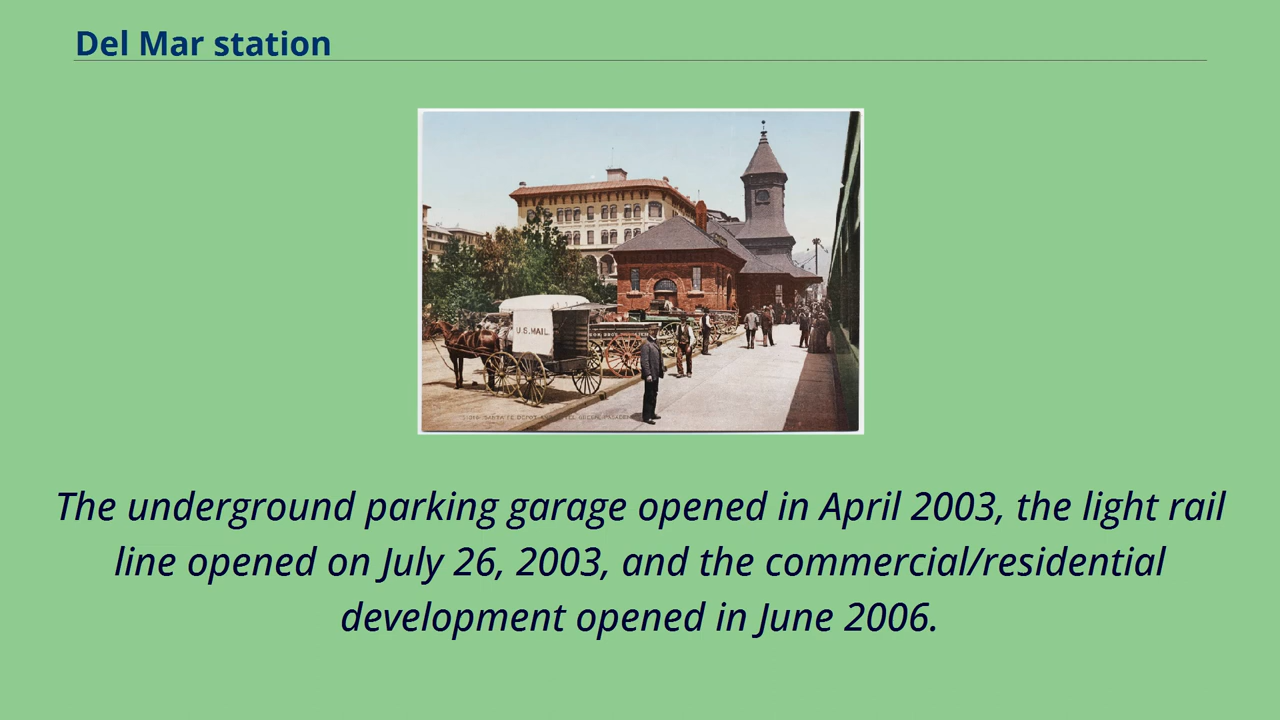 Del Mar station
U.S. MAIL.
The underground parking garage opened in April 2003, the light rail
line opened on July 26, 2003, and the commercial/residential
development opened in June 2006.